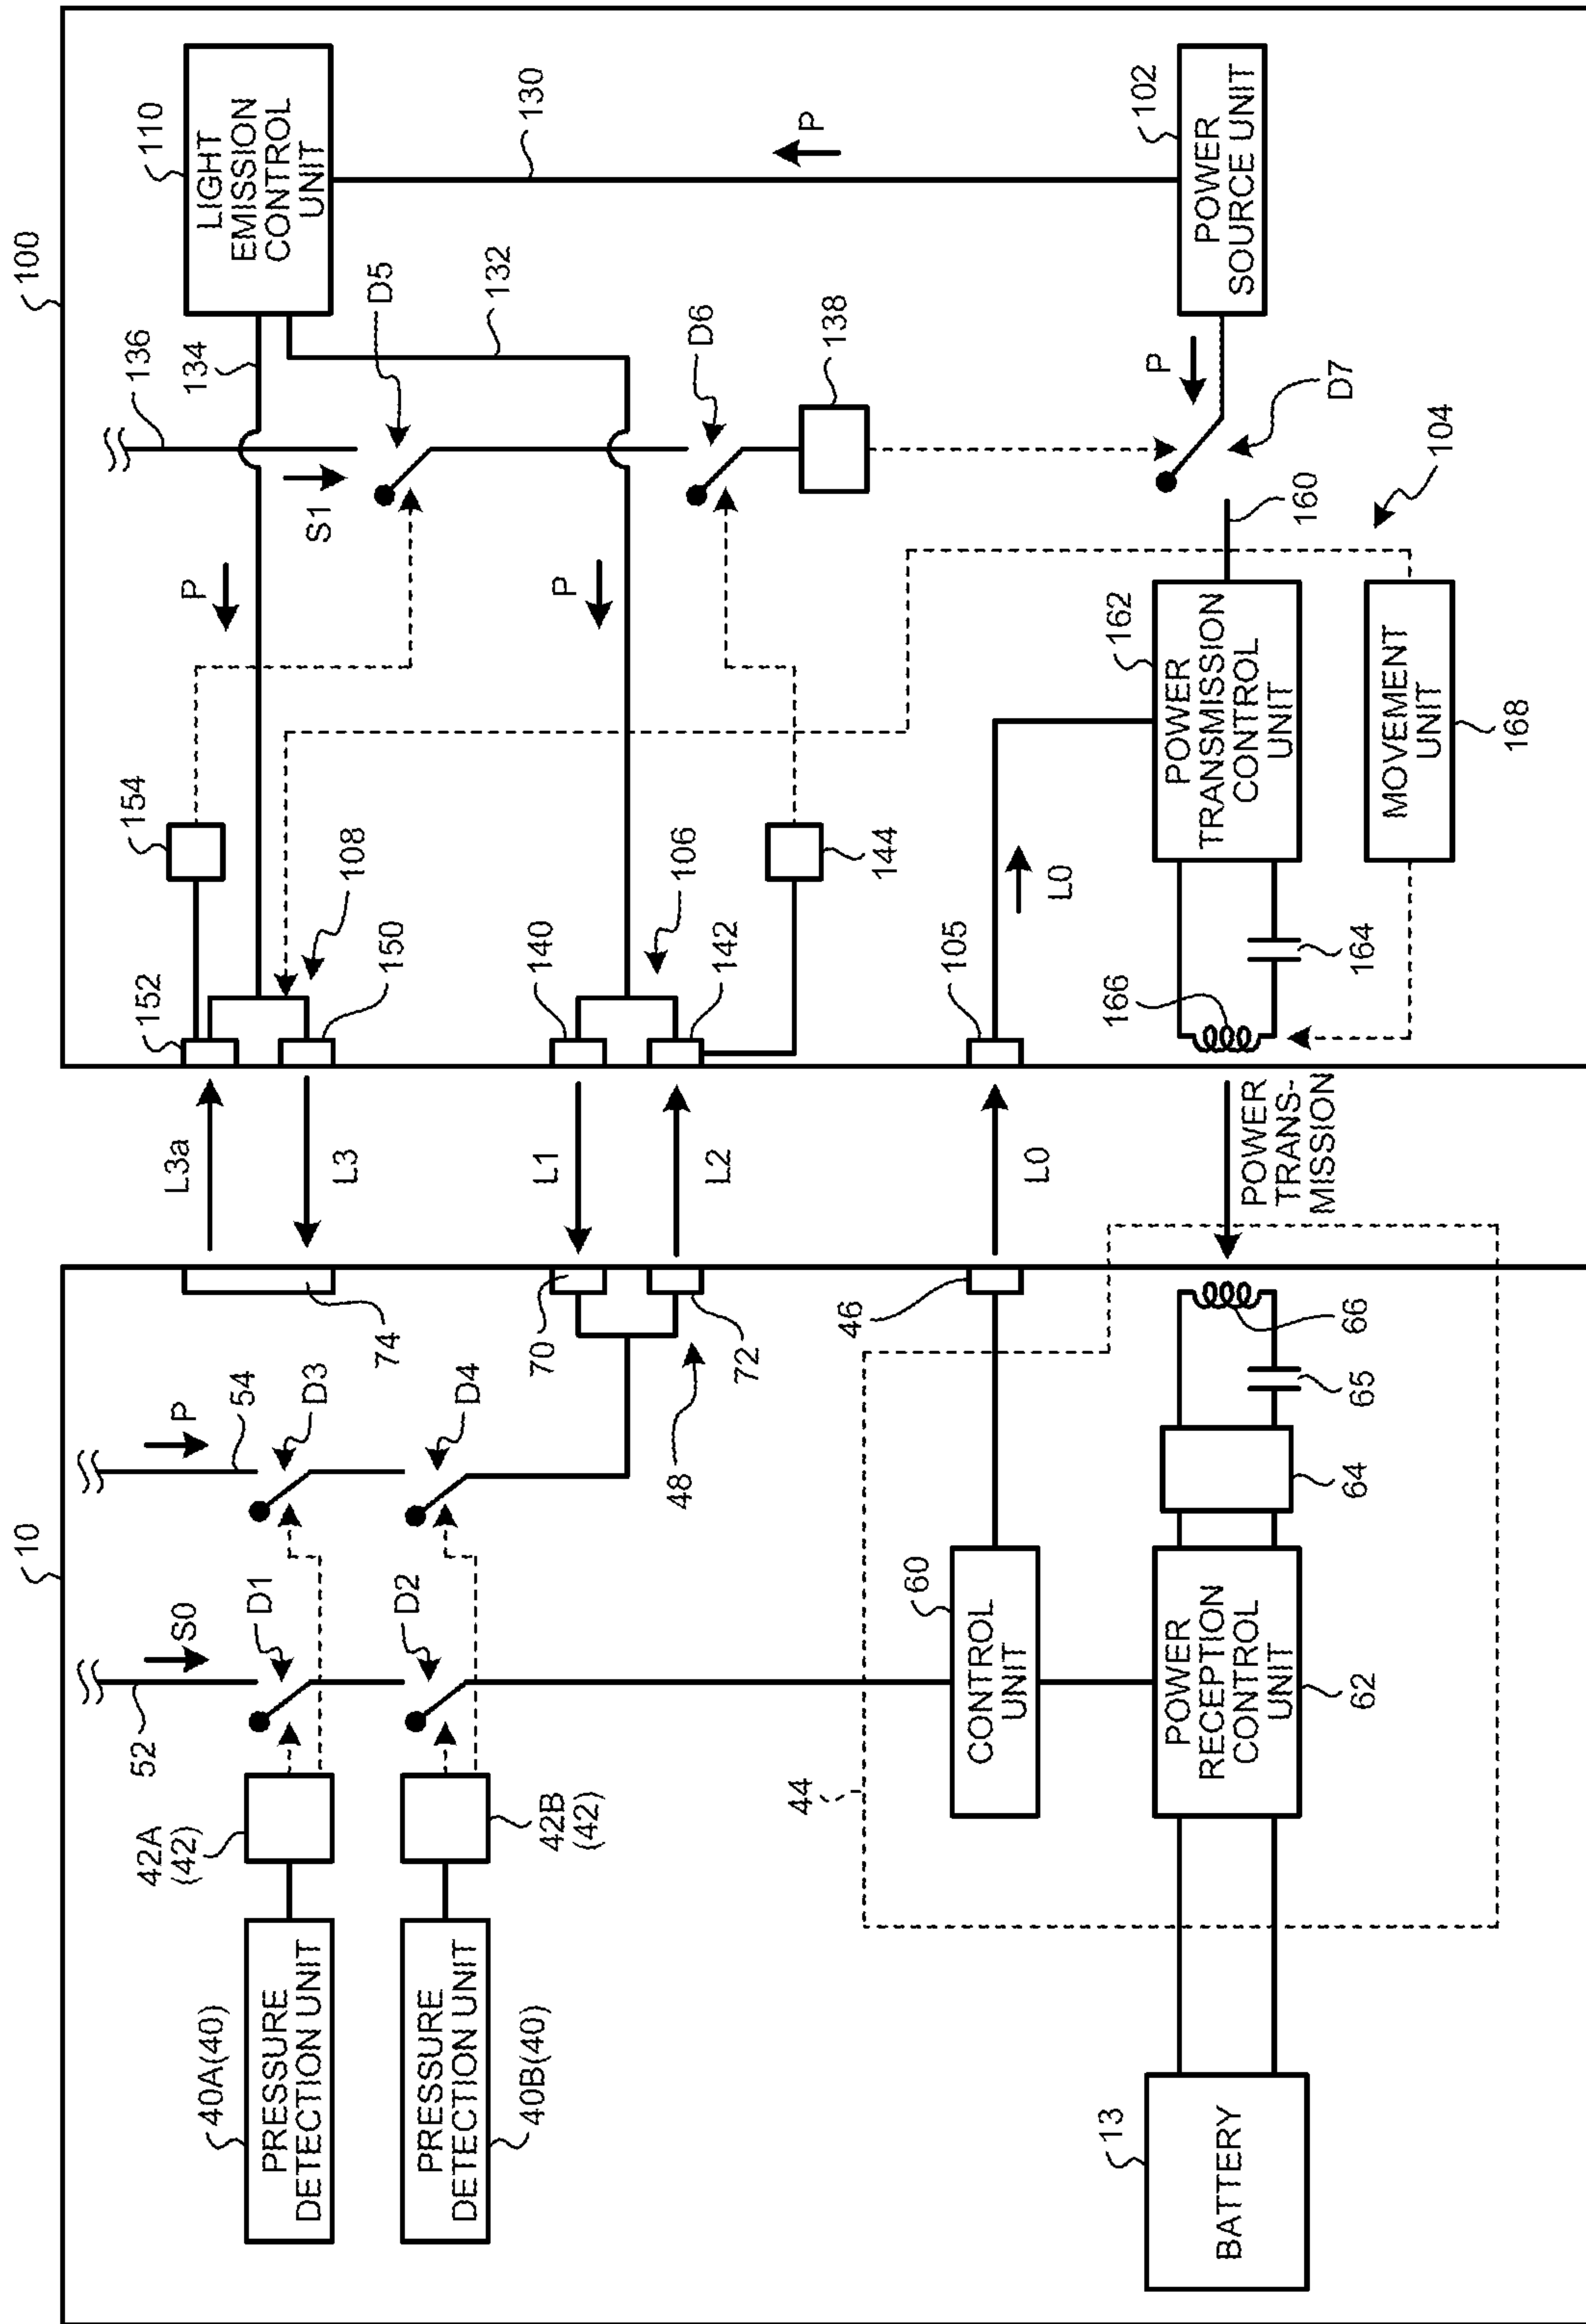 10
100
52
S0
D1
54
P
D3
D2
D4
42A
(42)
42B
(42)
PRESSURE
DETECTION UNIT
40A(40)
PRESSURE
DETECTION UNIT
40B(40)
74
70
72
48
46
L3a
L3
L1
L2
L0
44
60
CONTROL
UNIT
POWER
RECEPTION
CONTROL
UNIT
62
64
65
66
13
BATTERY
POWER
TRANS-
MISSION
152
154
108
150
140
106
142
144
105
L0
P
P
S1
136
134
D5
132
D6
138
110
LIGHT
EMISSION
CONTROL
UNIT
130
P
102
POWER
SOURCE UNIT
P
D7
104
160
162
POWER
TRANSMISSION
CONTROL
UNIT
164
166
MOVEMENT
UNIT
168